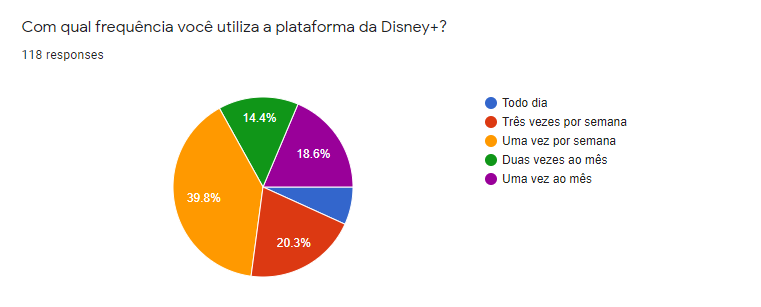 Com qual frequência você utiliza a plataforma da Disney+?
118 responses
14.4%
18.6%
39.8%
20.3%
Todo dia
Três vezes por semana
Uma vez por semana
Duas vezes ao mês
Uma vez ao mês